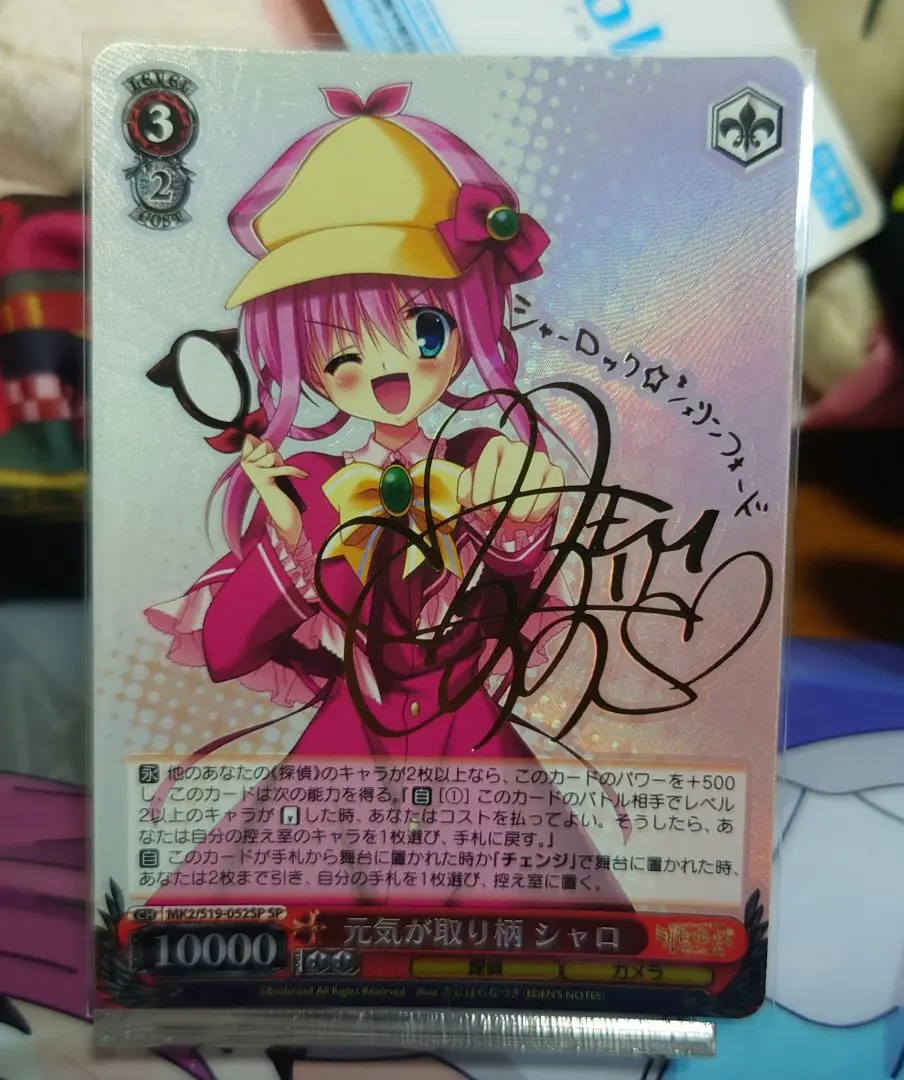 LEVEL
3
2
COST
シャーロック☆シェリンフォード
永 他のあなたの《探偵》のキャラが2枚以上なら、このカードのパワーを+500
し、このカードは次の能力を得る。「自 [①] このカードのバトル相手でレベル
2以上のキャラが した時、あなたはコストを払ってよい。そうしたら、あ
なたは自分の控え室のキャラを1枚選び、手札に戻す。」
自 このカードが手札から舞台に置かれた時か「チェンジ」で舞台に置かれた時、
あなたは2枚まで引き、自分の手札を1枚選び、控え室に置く。
CH MK2/S19-052SP SP
10000
元気が取り柄 シャロ
探偵 カメラ
©bushiroad All Rights Reserved. illust.たにはらなつき(EDEN'S NOTES)